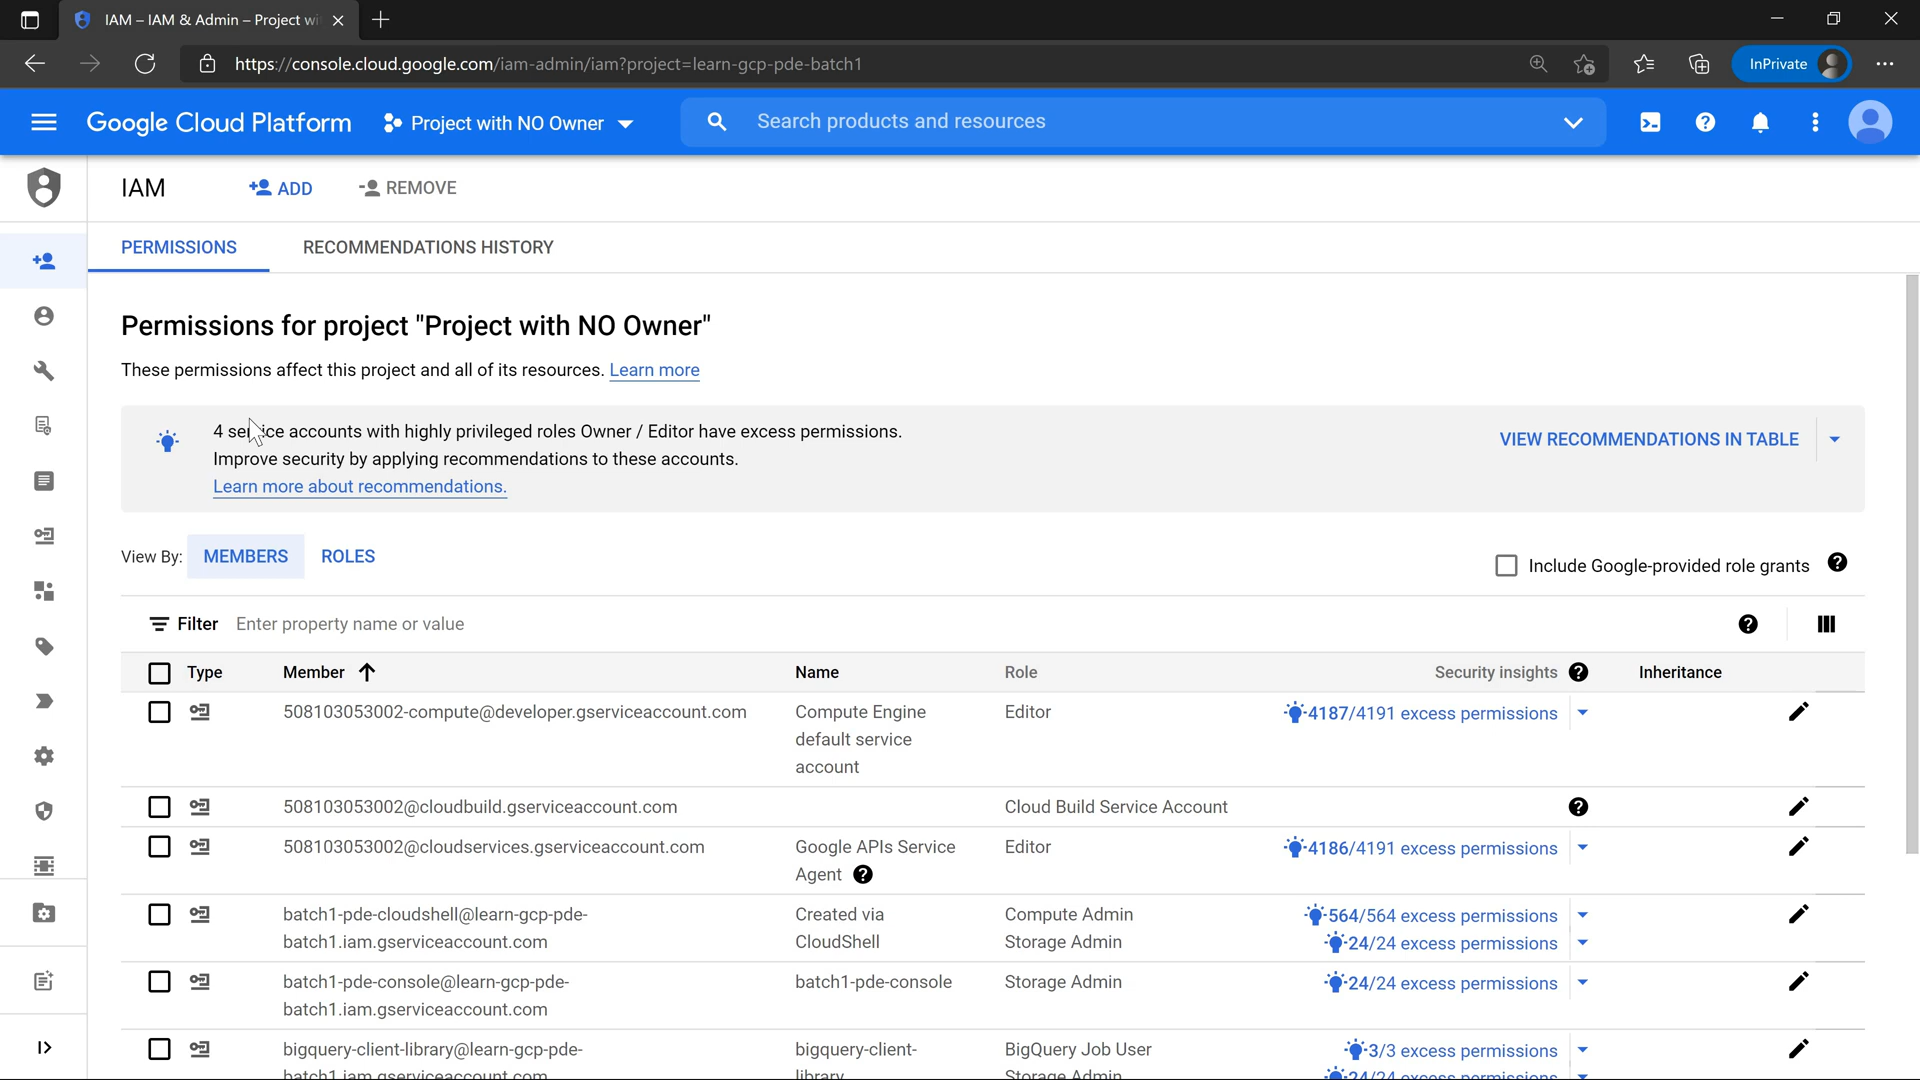 IAM – IAM & Admin – Project wi
https://console.cloud.google.com/iam-admin/iam?project=learn-gcp-pde-batch1
InPrivate
Google Cloud Platform
Project with NO Owner
Search products and resources
IAM
ADD
REMOVE
PERMISSIONS
RECOMMENDATIONS HISTORY
Permissions for project "Project with NO Owner"
These permissions affect this project and all of its resources. Learn more
4 service accounts with highly privileged roles Owner / Editor have excess permissions.
Improve security by applying recommendations to these accounts.
Learn more about recommendations.
VIEW RECOMMENDATIONS IN TABLE
View By: MEMBERS ROLES
Include Google-provided role grants
Filter Enter property name or value
Type Member Name Role Security insights Inheritance
508103053002-compute@developer.gserviceaccount.com Compute Engine Editor 4187/4191 excess permissions
default service
account
508103053002@cloudbuild.gserviceaccount.com Cloud Build Service Account
508103053002@cloudservices.gserviceaccount.com Google APIs Service Editor 4186/4191 excess permissions
Agent
batch1-pde-cloudshell@learn-gcp-pde- Created via Compute Admin 564/564 excess permissions
batch1.iam.gserviceaccount.com CloudShell Storage Admin 24/24 excess permissions
batch1-pde-console@learn-gcp-pde- batch1-pde-console Storage Admin 24/24 excess permissions
batch1.iam.gserviceaccount.com
bigquery-client-library@learn-gcp-pde- bigquery-client- BigQuery Job User 3/3 excess permissions
batch1.iam.gserviceaccount.com library Storage Admin 24/24 excess permissions